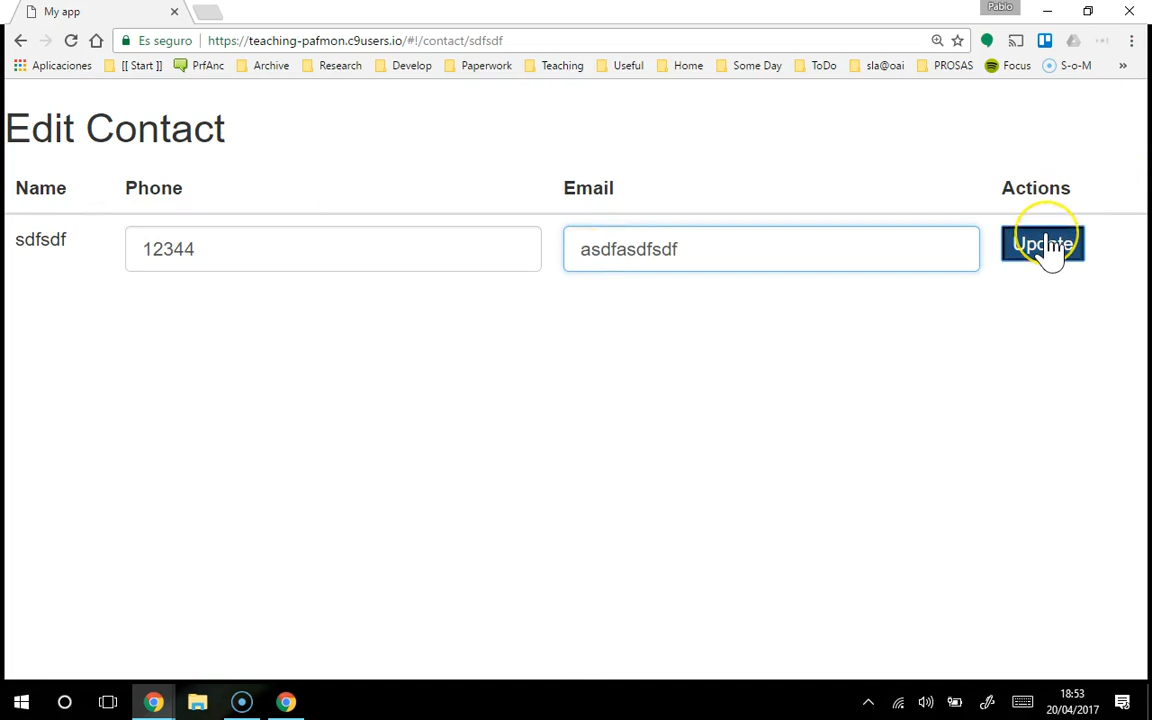 My app
Pablo
Es seguro https://teaching-pafmon.c9users.io/#!/contact/sdfsdf
Aplicaciones [[ Start ]] PrfAnc Archive Research Develop Paperwork Teaching Useful Home Some Day ToDo sla@oai PROSAS Focus S-o-M »
Edit Contact
Name Phone Email Actions
sdfsdf 12344 asdfasdfsdf Update
18:53
20/04/2017